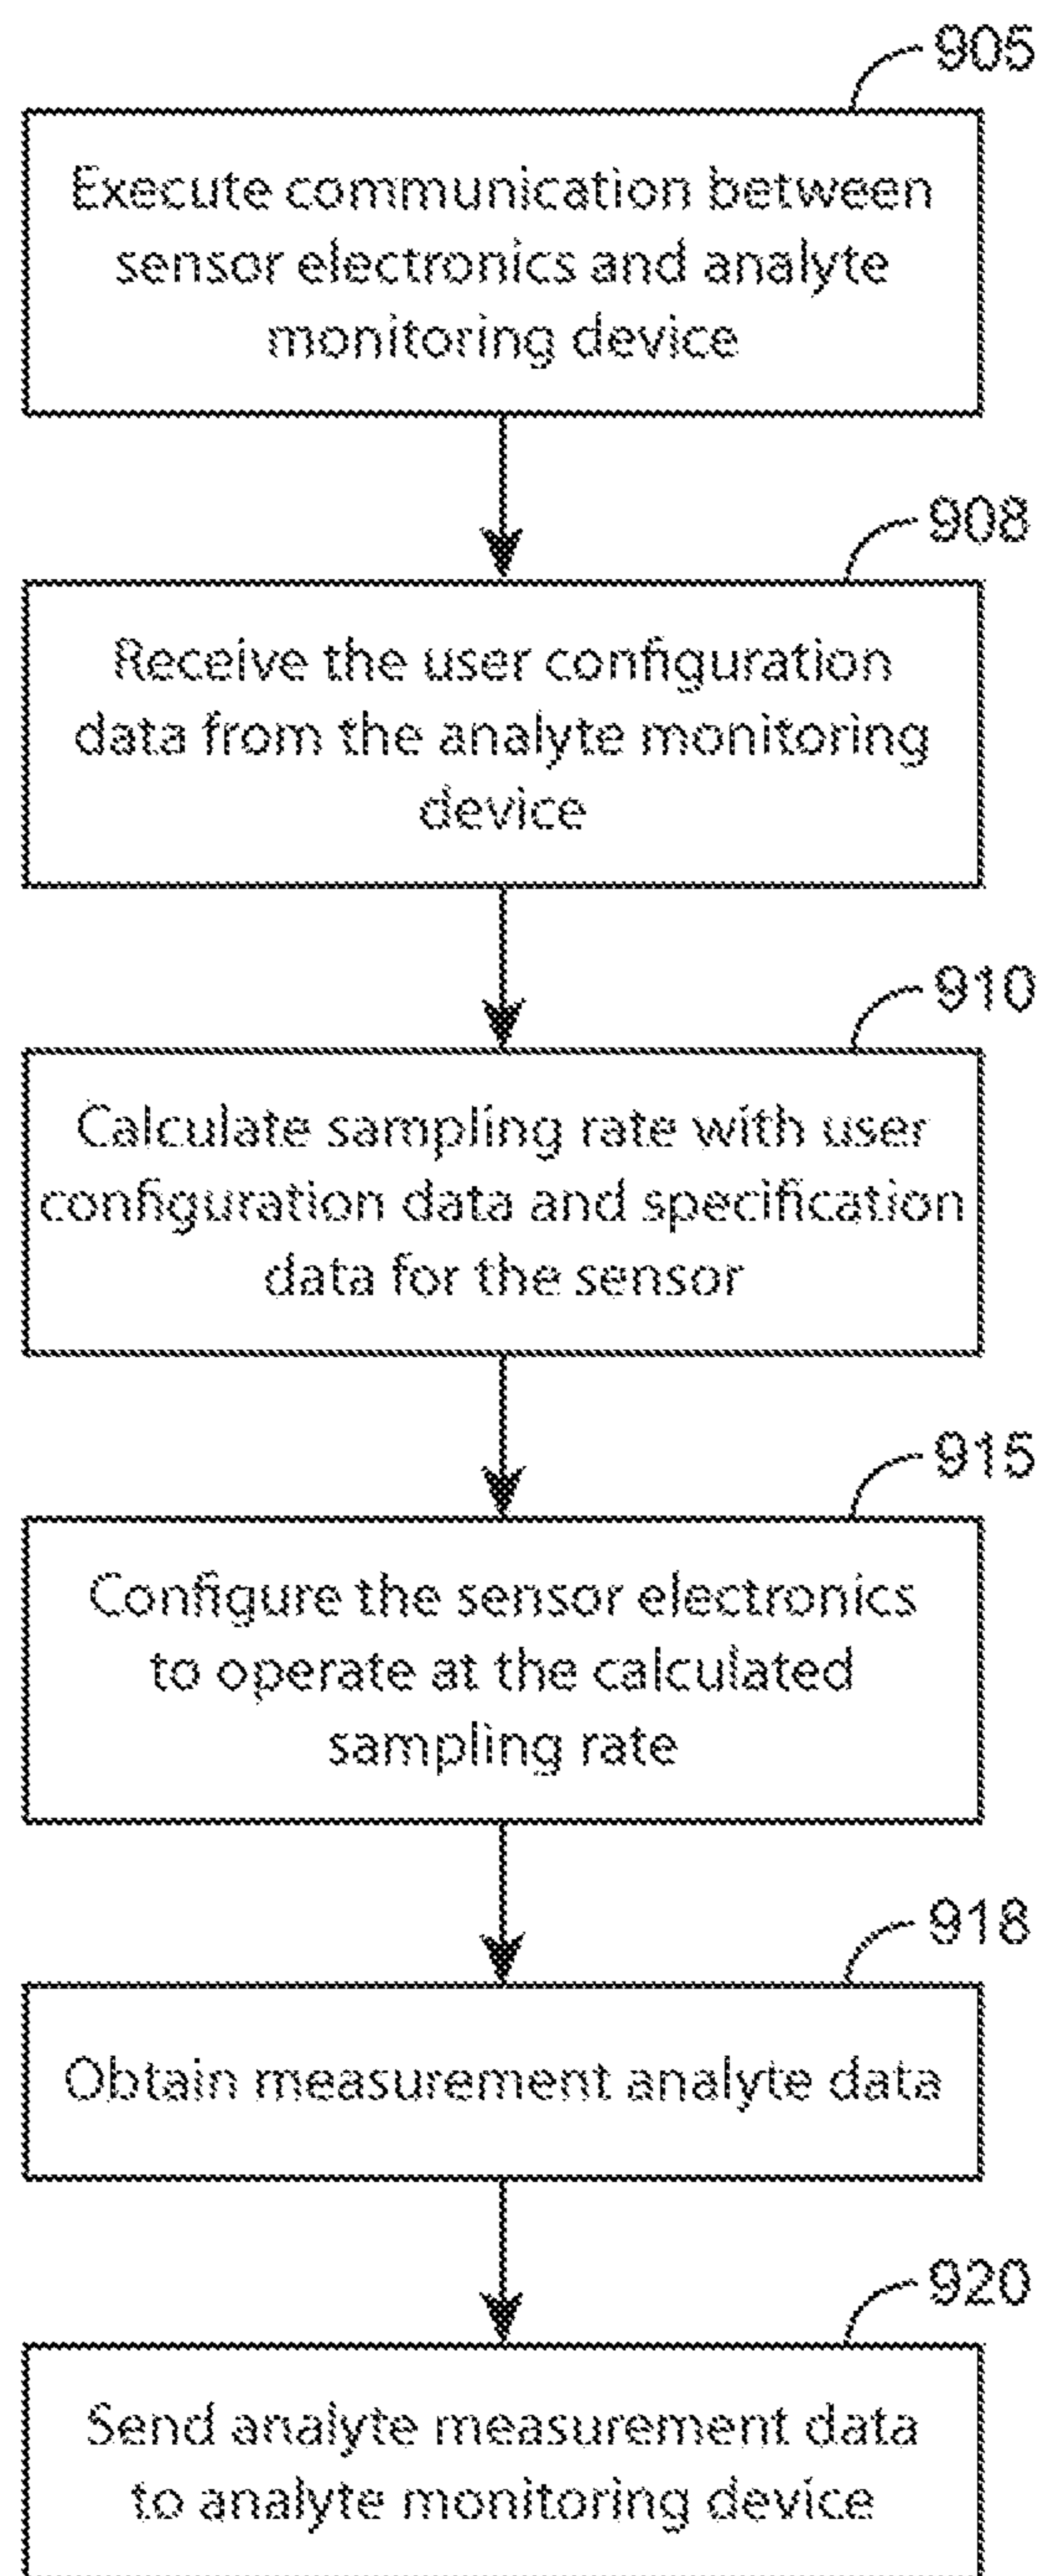 905
Execute communication between
sensor electronics and analyte
monitoring device
908
Receive the user configuration
data from the analyte monitoring
device
910
Calculate sampling rate with user
configuration data and specification
data for the sensor
915
Configure the sensor electronics
to operate at the calculated
sampling rate
918
Obtain measurement analyte data
920
Send analyte measurement data
to analyte monitoring device